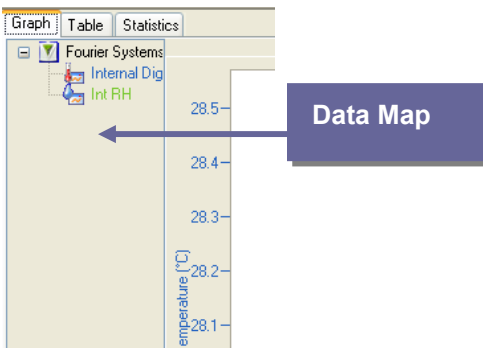 Graph Table Statistics
Fourier Systems
Internal Dig
Int RH
Data Map
28.5
28.4
28.3
28.2
28.1
emperature (°C)